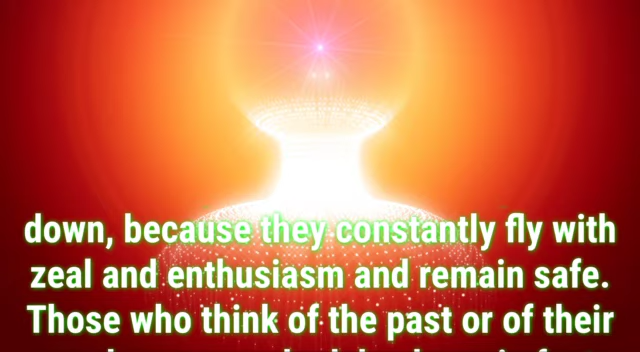 down, because they constantly fly with
zeal and enthusiasm and remain safe.
Those who think of the past or of their